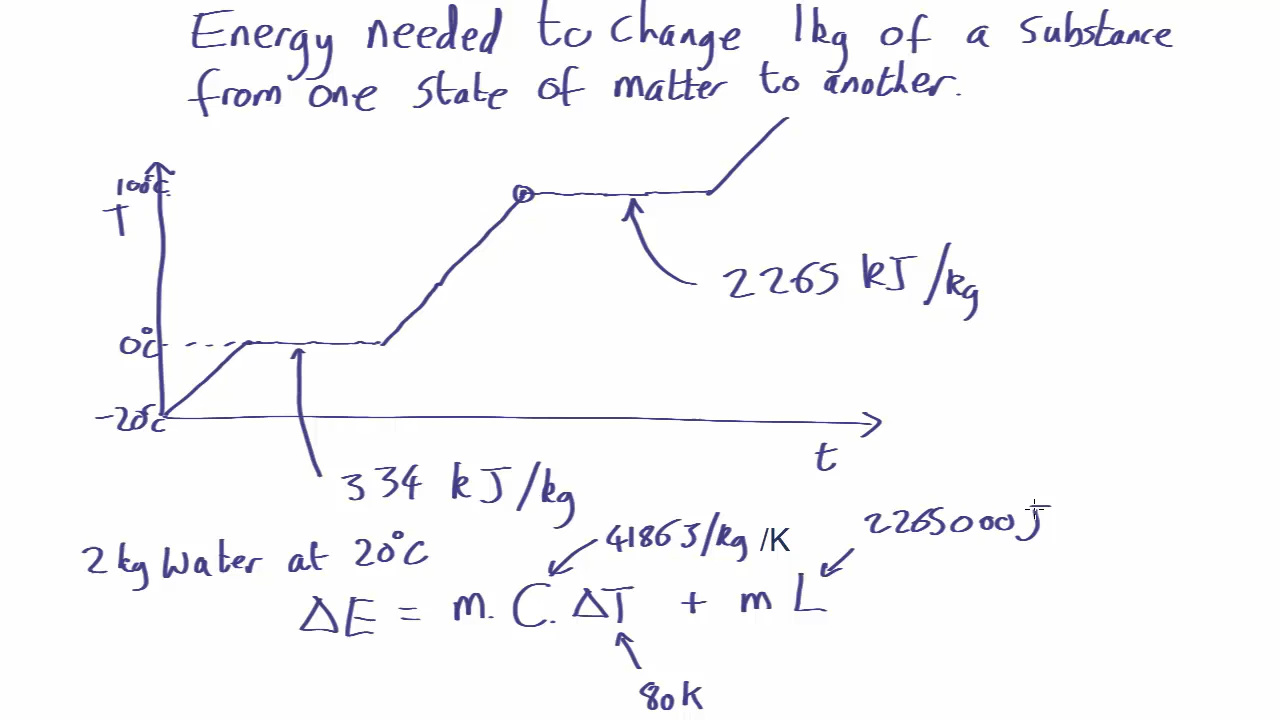 Energy needed to change 1kg of a substance
from one state of matter to another.
100°C
T
2265 kJ/kg
0°C
-20°C
t
334 kJ/kg
4186J/kg /K
2265000J
2kg Water at 20°C
ΔE = m. C. ΔT + m L
80K